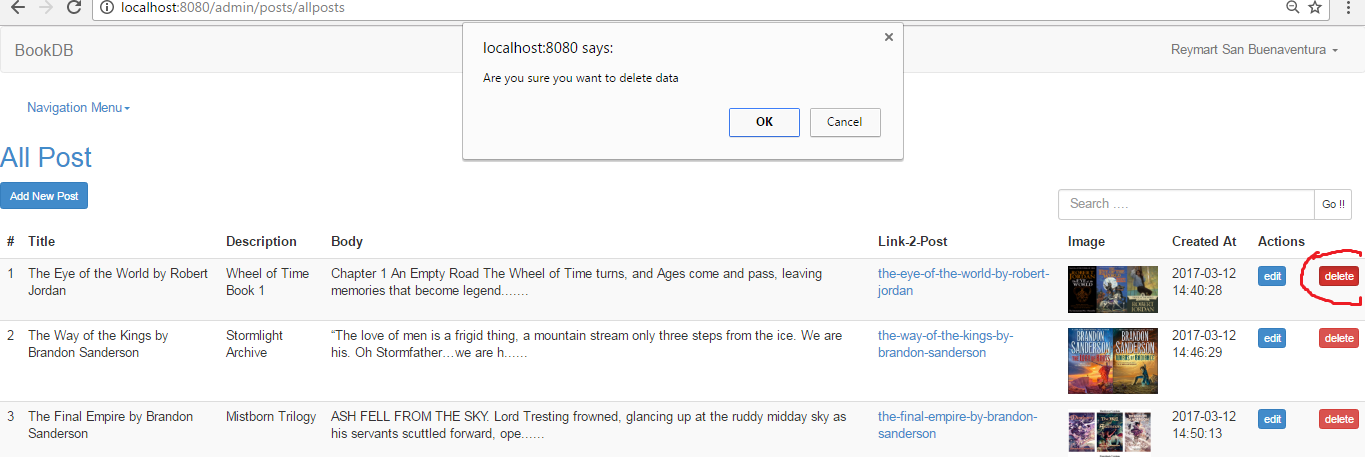 localhost:8080/admin/posts/allposts
BookDB
Reymart San Buenaventura
localhost:8080 says:
Are you sure you want to delete data
OK
Cancel
Navigation Menu
All Post
Add New Post
Search ....
Go !!
# Title Description Body Link-2-Post Image Created At Actions
1 The Eye of the World by Robert Wheel of Time Chapter 1 An Empty Road The Wheel of Time turns, and Ages come and pass, leaving the-eye-of-the-world-by-robert- 2017-03-12 edit delete
Jordan Book 1 memories that become legend....... jordan 14:40:28
2 The Way of the Kings by Stormlight “The love of men is a frigid thing, a mountain stream only three steps from the ice. We are the-way-of-the-kings-by- 2017-03-12 edit delete
Brandon Sanderson Archive his. Oh Stormfather...we are h...... brandon-sanderson 14:46:29
BRANDON BRANDON
SANDERSON SANDERSON
3 The Final Empire by Brandon Mistborn Trilogy ASH FELL FROM THE SKY. Lord Tresting frowned, glancing up at the ruddy midday sky as the-final-empire-by-brandon- 2017-03-12 edit delete
Sanderson his servants scuttled forward, ope...... sanderson 14:50:13